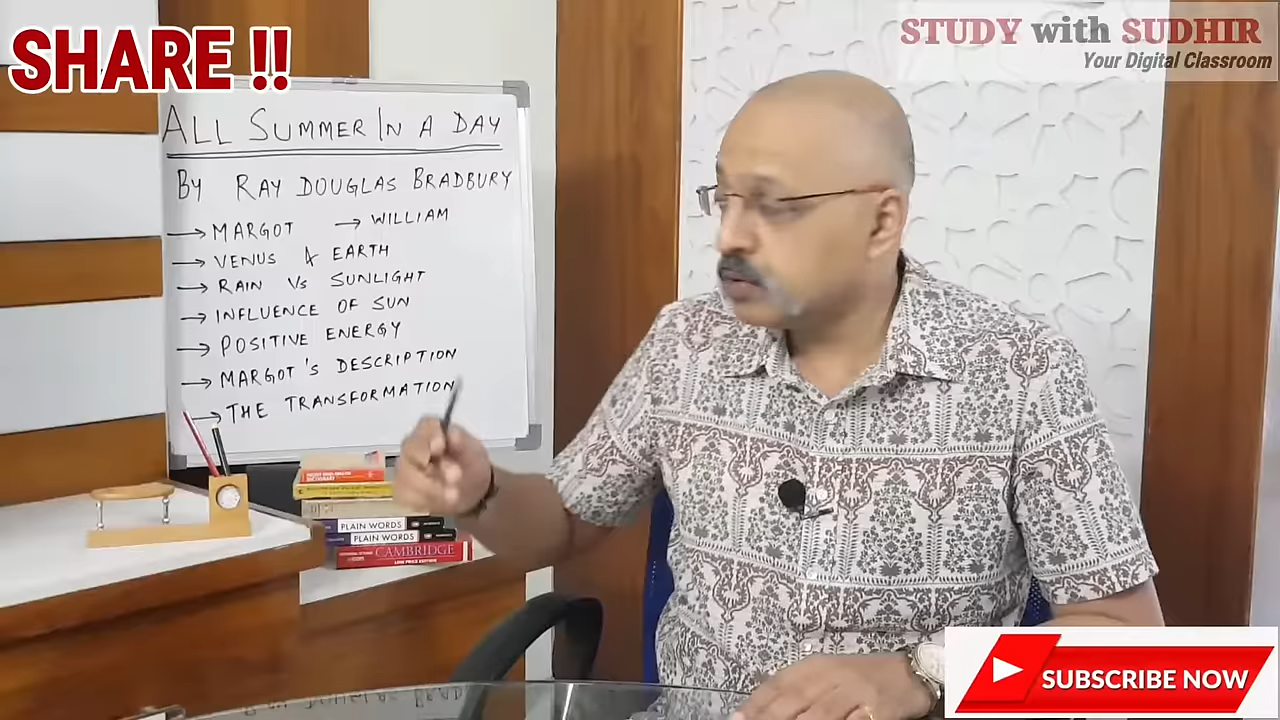 SHARE !!
STUDY with SUDHIR
Your Digital Classroom
ALL SUMMER IN A DAY
BY RAY DOUGLAS BRADBURY
→ MARGOT → WILLIAM
→ VENUS & EARTH
→ RAIN Vs SUNLIGHT
→ INFLUENCE OF SUN
→ POSITIVE ENERGY
→ MARGOT'S DESCRIPTION
→ THE TRANSFORMATION
PLAIN WORDS
PLAIN WORDS
CAMBRIDGE
SUBSCRIBE NOW